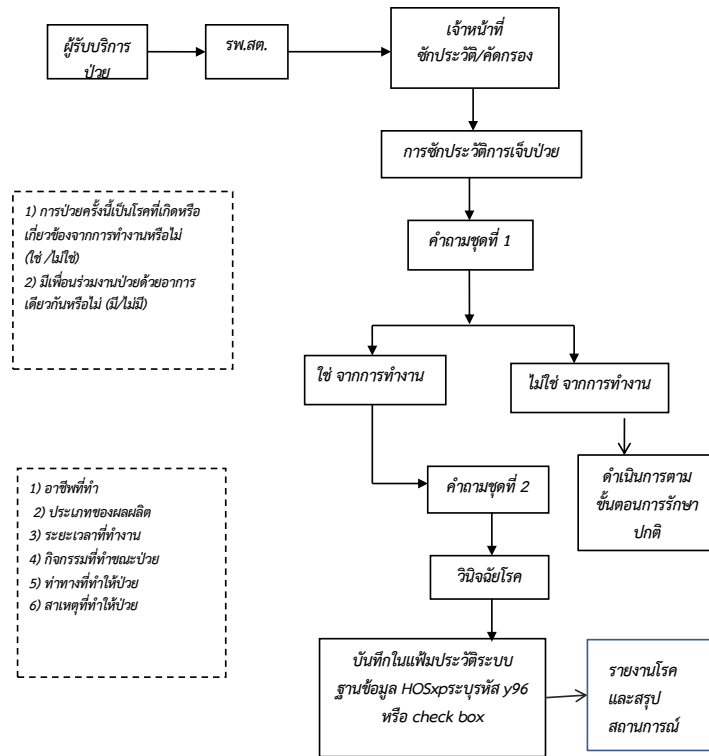 ผู้รับบริการ
ป่วย
รพ.สต.
เจ้าหน้าที่
ซักประวัติ/คัดกรอง
การซักประวัติการเจ็บป่วย
1) การป่วยครั้งนี้เป็นโรคที่เกิดหรือ
เกี่ยวข้องจากการทำงานหรือไม่
(ใช่ /ไม่ใช่)
2) มีเพื่อนร่วมงานป่วยด้วยอาการ
เดียวกันหรือไม่ (มี/ไม่มี)
คำถามชุดที่ 1
ใช่ จากการทำงาน
ไม่ใช่ จากการทำงาน
ดำเนินการตาม
ขั้นตอนการรักษา
ปกติ
1) อาชีพที่ทำ
2) ประเภทของผลผลิต
3) ระยะเวลาที่ทำงาน
4) กิจกรรมที่ทำขณะป่วย
5) ท่าทางที่ทำให้ป่วย
6) สาเหตุที่ทำให้ป่วย
คำถามชุดที่ 2
วินิจฉัยโรค
บันทึกในแฟ้มประวัติระบบ
ฐานข้อมูล HOSxpระบุรหัส y96
หรือ check box
รายงานโรค
และสรุป
สถานการณ์